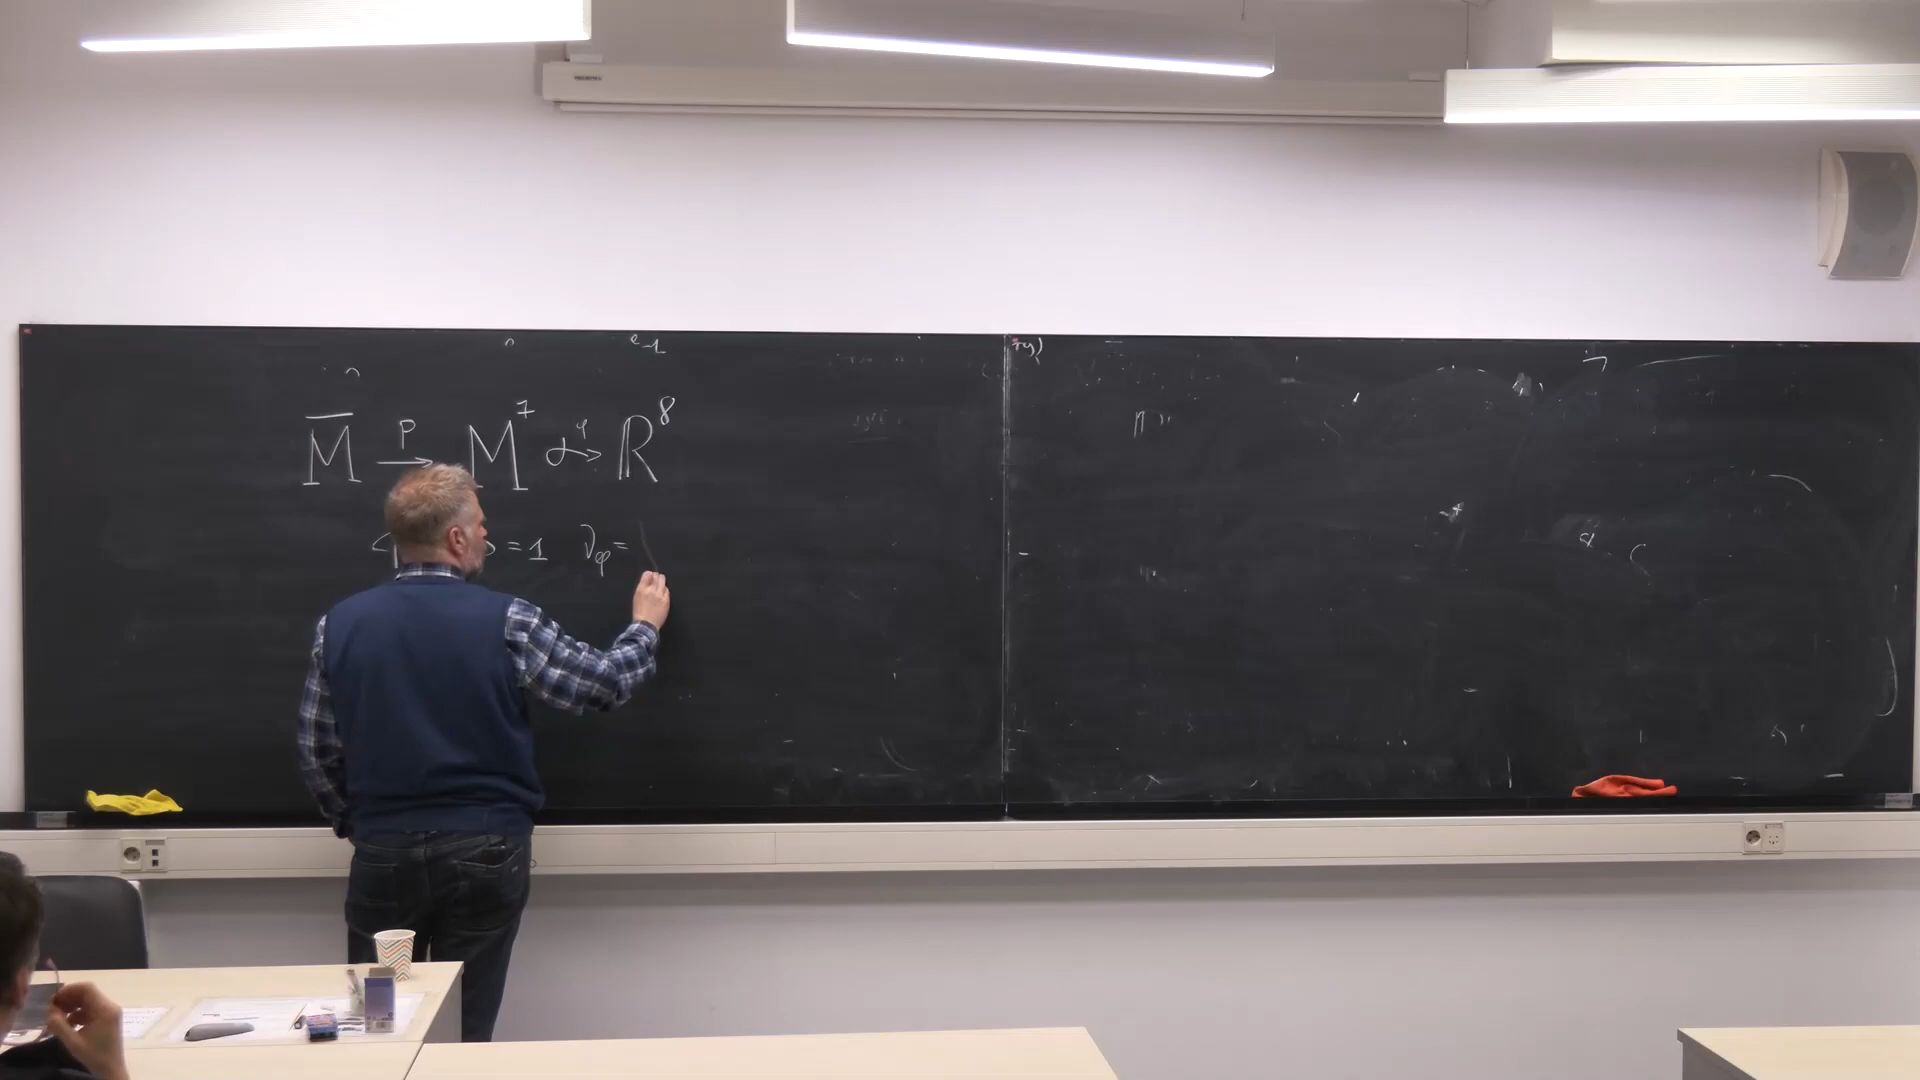 M̅ →ᵖ M⁷ ↬ᵠ ℝ⁸
= 1 ν_φ =